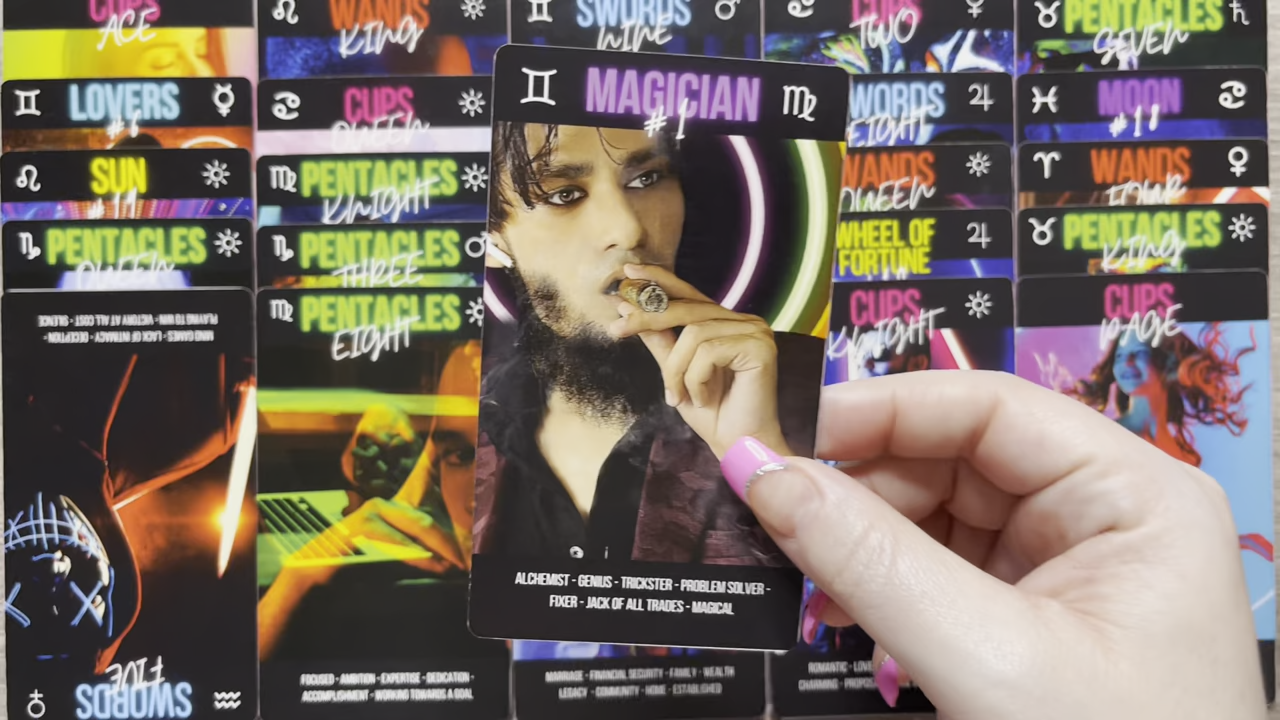 CUPS
ACE
WANDS
KING
SWORDS
NINE
CUPS
TWO
PENTACLES
SEVEN
LOVERS
#6
CUPS
QUEEN
MAGICIAN
#1
EIGHT
MOON
#18
SUN
#19
PENTACLES
KNIGHT
WANDS
QUEEN
WANDS
FOUR
PENTACLES
QUEEN
PENTACLES
THREE
WHEEL OF
FORTUNE
PENTACLES
KING
MIND GAMES - LACK OF INTIMACY - DECEPTION -
PLAYING TO WIN - VICTORY AT ALL COST - SILENCE
PENTACLES
EIGHT
CUPS
KNIGHT
CUPS
PAGE
ALCHEMIST - GENIUS - TRICKSTER - PROBLEM SOLVER -
FIXER - JACK OF ALL TRADES - MAGICAL
SWORDS
FIVE
FOCUSED - AMBITION - EXPERTISE - DEDICATION -
ACCOMPLISHMENT - WORKING TOWARDS A GOAL
MARRIAGE - FINANCIAL SECURITY - FAMILY - WEALTH
LEGACY - COMMUNITY - HOME - ESTABLISHED
ROMANTIC
CHARMING